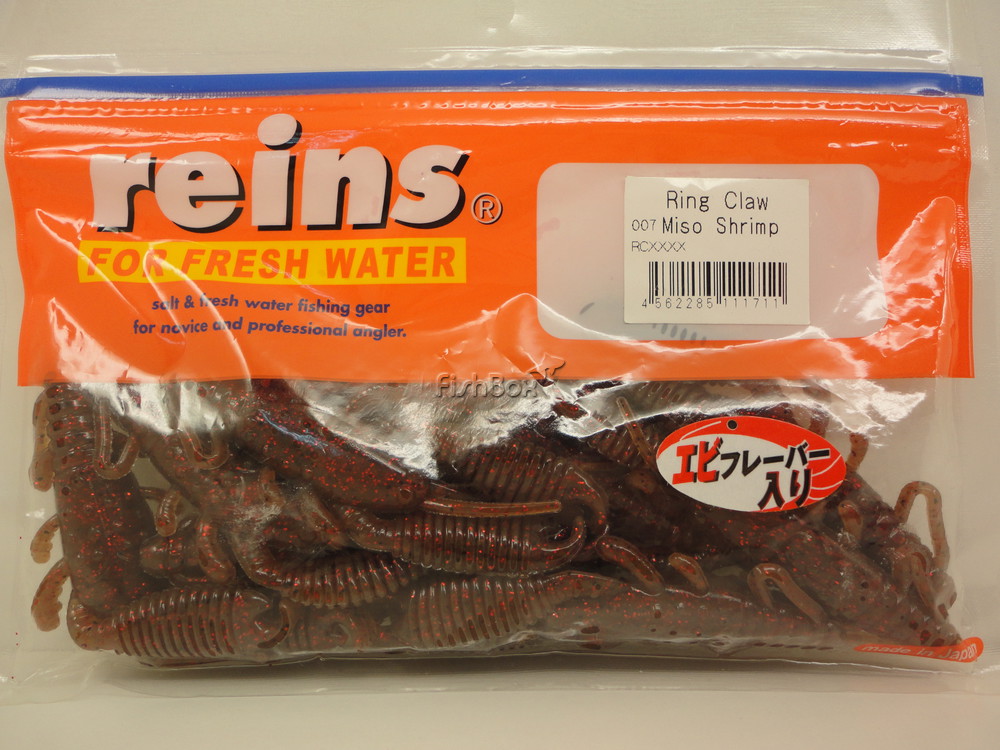 reins®
FOR FRESH WATER
salt & fresh water fishing gear
for novice and professional angler.
Ring Claw
007 Miso Shrimp
RCXXXX
4 562285 111711
FishBox
エビフレーバー
入り
made in Japan